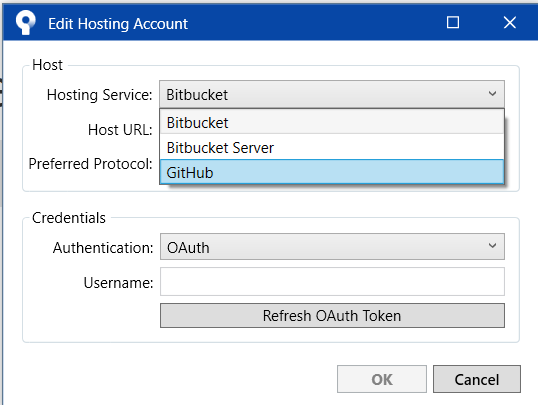 Edit Hosting Account
Host
Hosting Service: Bitbucket
Bitbucket
Host URL:
Bitbucket Server
Preferred Protocol:
GitHub
Credentials
Authentication: OAuth
Username:
Refresh OAuth Token
OK Cancel